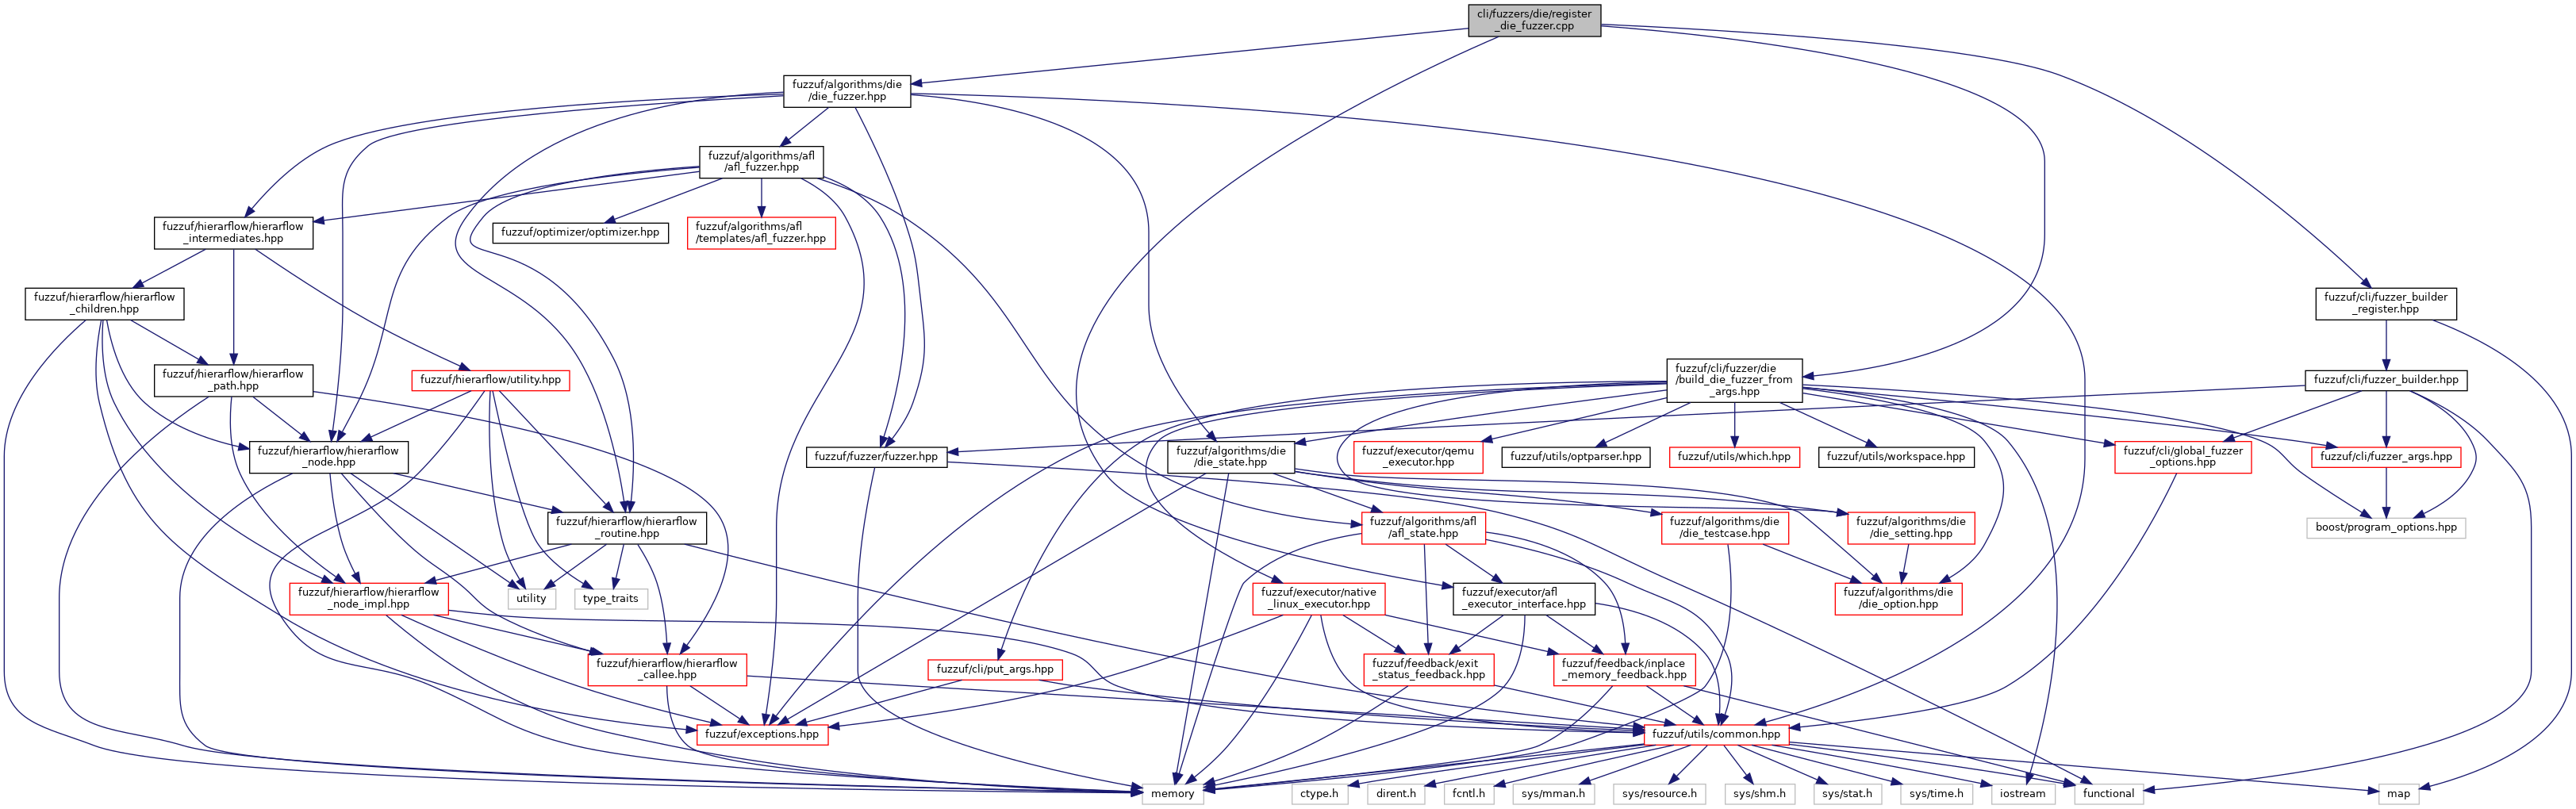 cli/fuzzers/die/register
_die_fuzzer.cpp
fuzzuf/algorithms/die
/die_fuzzer.hpp
fuzzuf/algorithms/afl
/afl_fuzzer.hpp
fuzzuf/hierarflow/hierarflow
_intermediates.hpp
fuzzuf/optimizer/optimizer.hpp
fuzzuf/algorithms/afl
/templates/afl_fuzzer.hpp
fuzzuf/hierarflow/hierarflow
_children.hpp
fuzzuf/cli/fuzzer_builder
_register.hpp
fuzzuf/hierarflow/hierarflow
_path.hpp
fuzzuf/hierarflow/utility.hpp
fuzzuf/cli/fuzzer/die
/build_die_fuzzer_from
_args.hpp
fuzzuf/cli/fuzzer_builder.hpp
fuzzuf/hierarflow/hierarflow
_node.hpp
fuzzuf/fuzzer/fuzzer.hpp
fuzzuf/algorithms/die
/die_state.hpp
fuzzuf/executor/qemu
_executor.hpp
fuzzuf/utils/optparser.hpp
fuzzuf/utils/which.hpp
fuzzuf/utils/workspace.hpp
fuzzuf/cli/global_fuzzer
_options.hpp
fuzzuf/cli/fuzzer_args.hpp
fuzzuf/hierarflow/hierarflow
_routine.hpp
fuzzuf/algorithms/afl
/afl_state.hpp
fuzzuf/algorithms/die
/die_testcase.hpp
fuzzuf/algorithms/die
/die_setting.hpp
boost/program_options.hpp
fuzzuf/hierarflow/hierarflow
_node_impl.hpp
utility
type_traits
fuzzuf/executor/native
_linux_executor.hpp
fuzzuf/executor/afl
_executor_interface.hpp
fuzzuf/algorithms/die
/die_option.hpp
fuzzuf/hierarflow/hierarflow
_callee.hpp
fuzzuf/cli/put_args.hpp
fuzzuf/feedback/exit
_status_feedback.hpp
fuzzuf/feedback/inplace
_memory_feedback.hpp
fuzzuf/exceptions.hpp
fuzzuf/utils/common.hpp
memory
ctype.h
dirent.h
fcntl.h
sys/mman.h
sys/resource.h
sys/shm.h
sys/stat.h
sys/time.h
iostream
functional
map